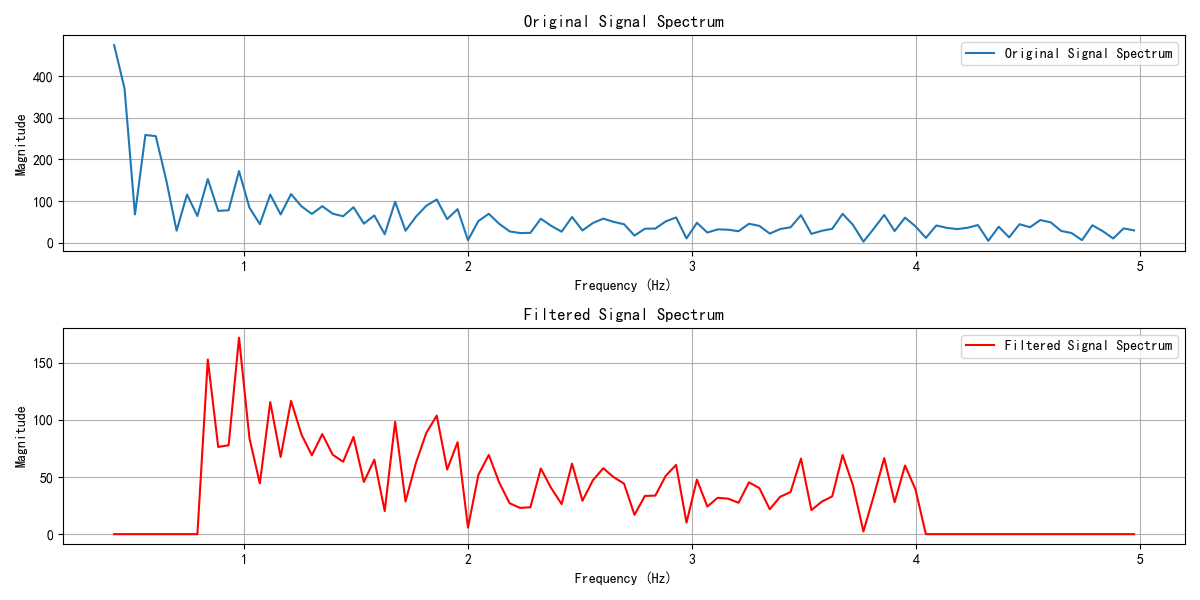 Original Signal Spectrum
Original Signal Spectrum
400
300
200
100
0
Magnitude
1 2 3 4 5
Frequency (Hz)
Filtered Signal Spectrum
Filtered Signal Spectrum
150
100
50
0
Magnitude
1 2 3 4 5
Frequency (Hz)